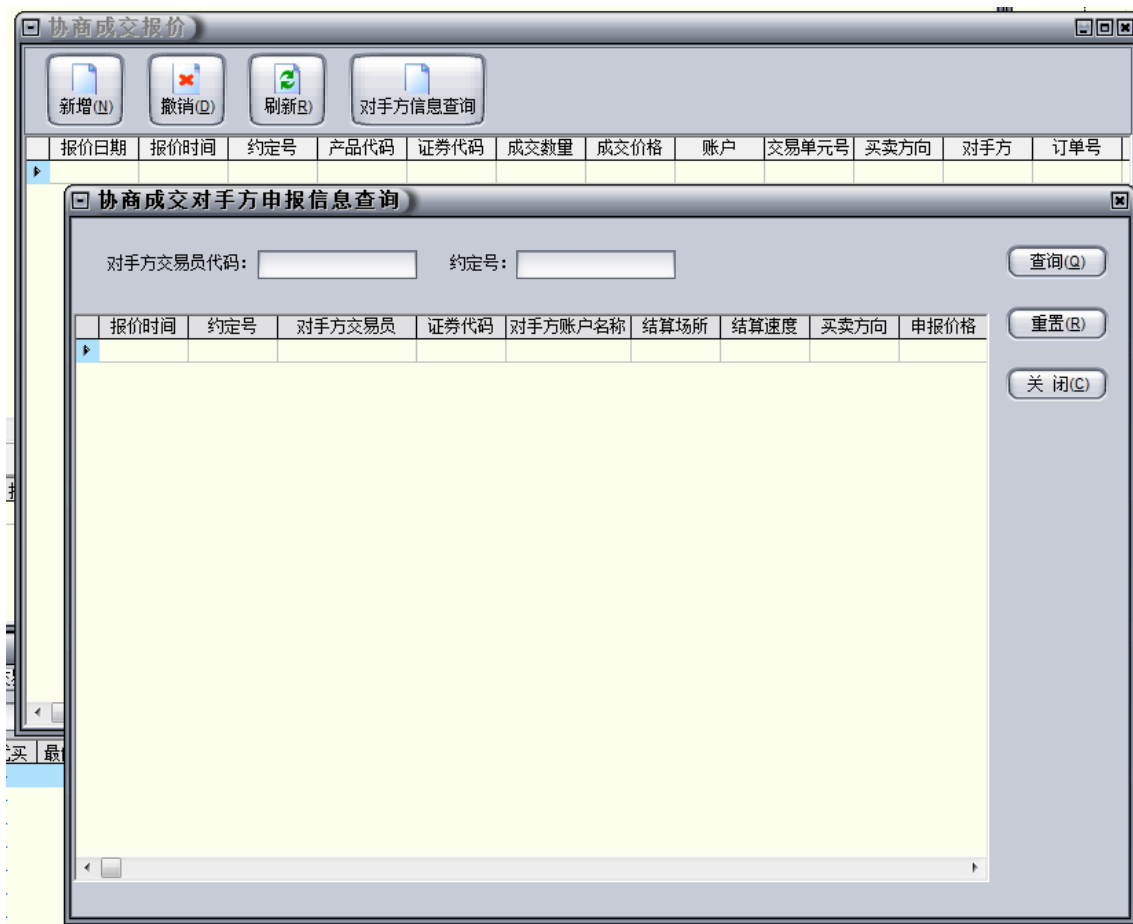 协商成交报价
新增(N) 撤销(D) 刷新R) 对手方信息查询
报价日期 报价时间 约定号 产品代码 证券代码 成交数量 成交价格 账户 交易单元号 买卖方向 对手方 订单号
协商成交对手方申报信息查询
对手方交易员代码： 约定号： 查询(Q)
报价时间 约定号 对手方交易员 证券代码 对手方账户名称 结算场所 结算速度 买卖方向 申报价格
重置(R)
关 闭(C)
买